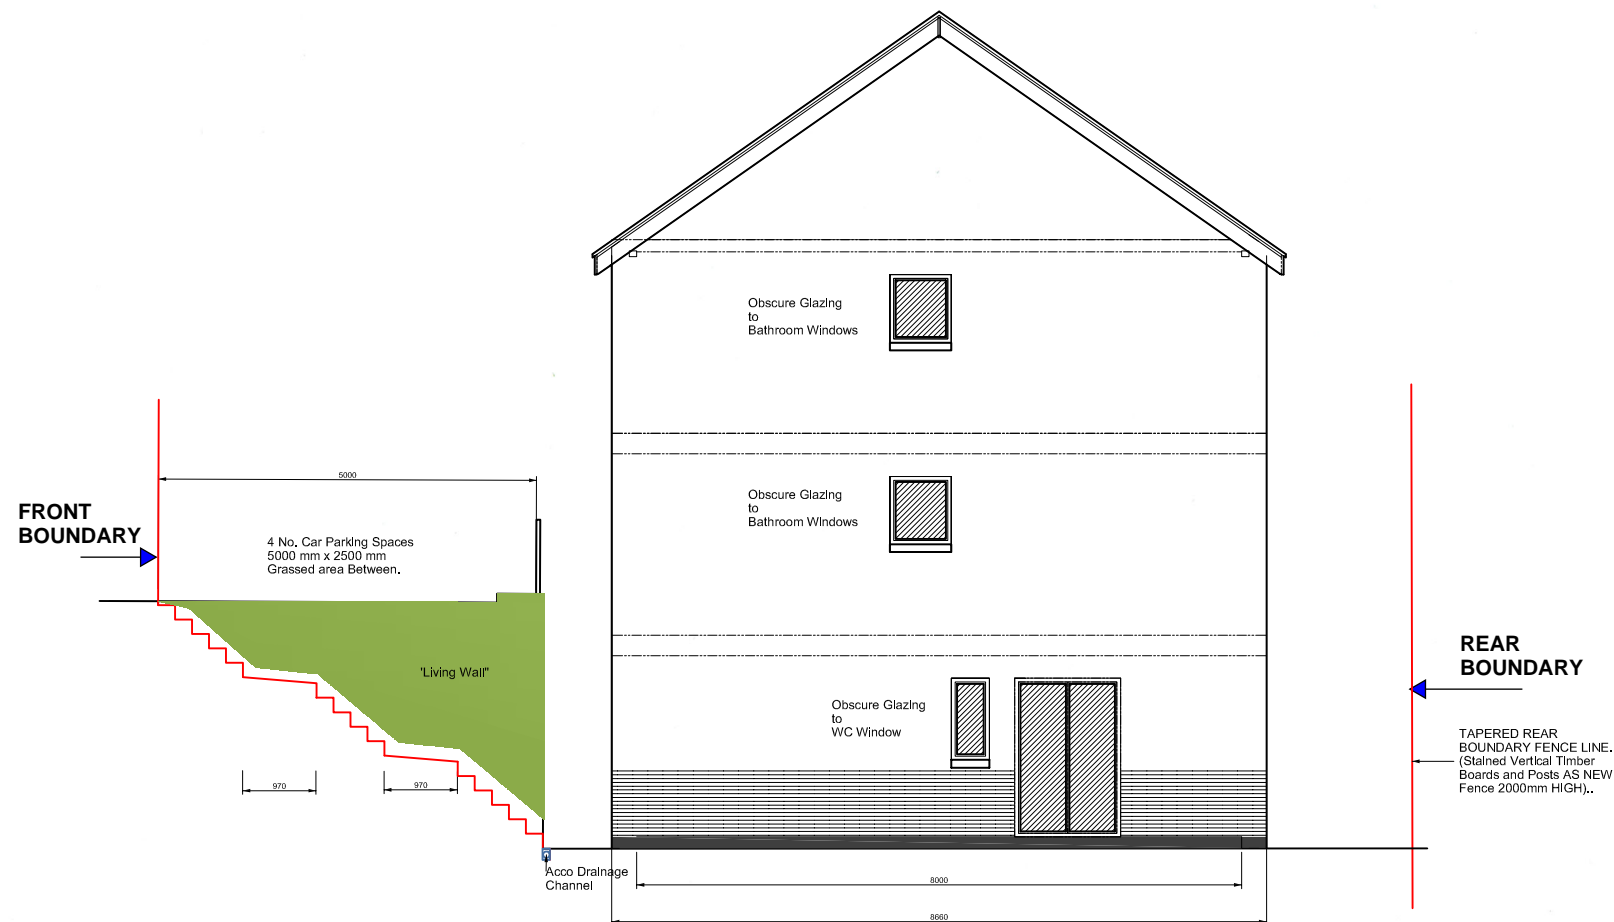 Obscure Glazing
to
Bathroom Windows
5000
FRONT
BOUNDARY
4 No. Car Parking Spaces
5000 mm x 2500 mm
Grassed area Between.
Obscure Glazing
to
Bathroom Windows
'Living Wall"
REAR
BOUNDARY
Obscure Glazing
to
WC Window
TAPERED REAR
BOUNDARY FENCE LINE.
(Stained Vertical Timber
Boards and Posts AS NEW
Fence 2000mm HIGH)..
970
970
Acco Drainage
Channel
8000
8660